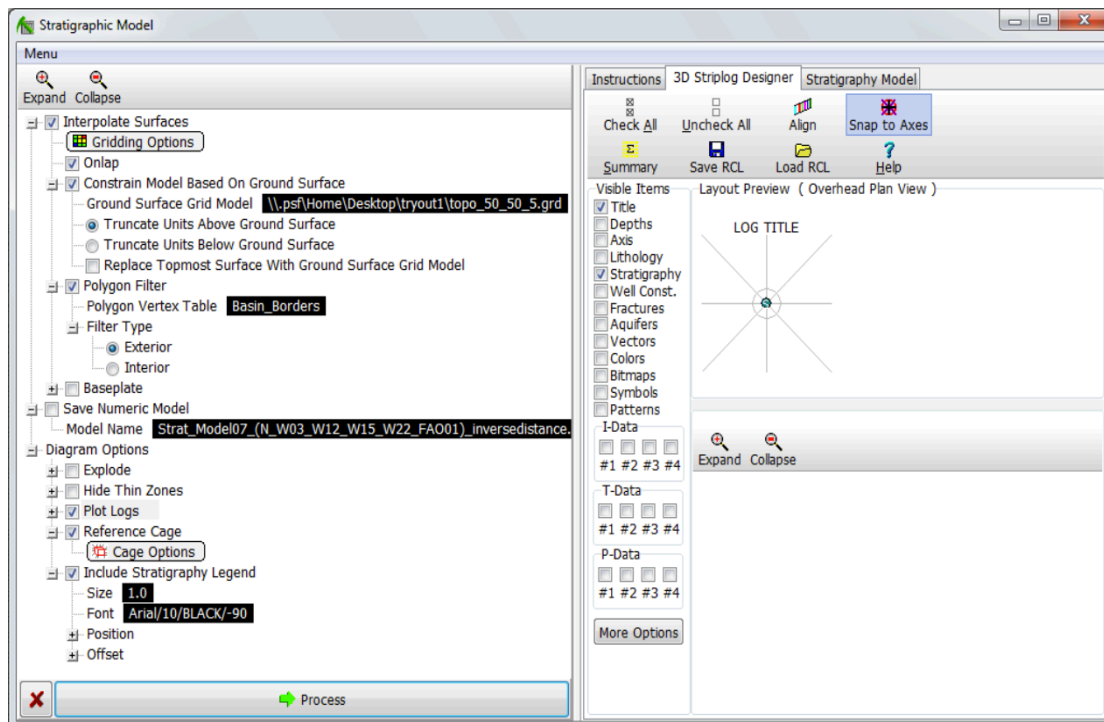 Stratigraphic Model
Menu
Expand Collapse
Interpolate Surfaces
Gridding Options
Onlap
Constrain Model Based On Ground Surface
Ground Surface Grid Model \\.psf\Home\Desktop\tryout1\topo_50_50_5.grd
Truncate Units Above Ground Surface
Truncate Units Below Ground Surface
Replace Topmost Surface With Ground Surface Grid Model
Polygon Filter
Polygon Vertex Table Basin_Borders
Filter Type
Exterior
Interior
Baseplate
Save Numeric Model
Model Name Strat_Model07_(N_W03_W12_W15_W22_FAO01)_inversedistance.
Diagram Options
Explode
Hide Thin Zones
Plot Logs
Reference Cage
Cage Options
Include Stratigraphy Legend
Size 1.0
Font Arial/10/BLACK/-90
Position
Offset
Process
Instructions 3D Striplog Designer Stratigraphy Model
Check All Uncheck All Align Snap to Axes
Σ
?
Summary Save RCL Load RCL Help
Visible Items
Title
Depths
Axis
Lithology
Stratigraphy
Well Const.
Fractures
Aquifers
Vectors
Colors
Bitmaps
Symbols
Patterns
I-Data
#1 #2 #3 #4
T-Data
#1 #2 #3 #4
P-Data
#1 #2 #3 #4
More Options
Layout Preview ( Overhead Plan View )
LOG TITLE
S
Expand Collapse